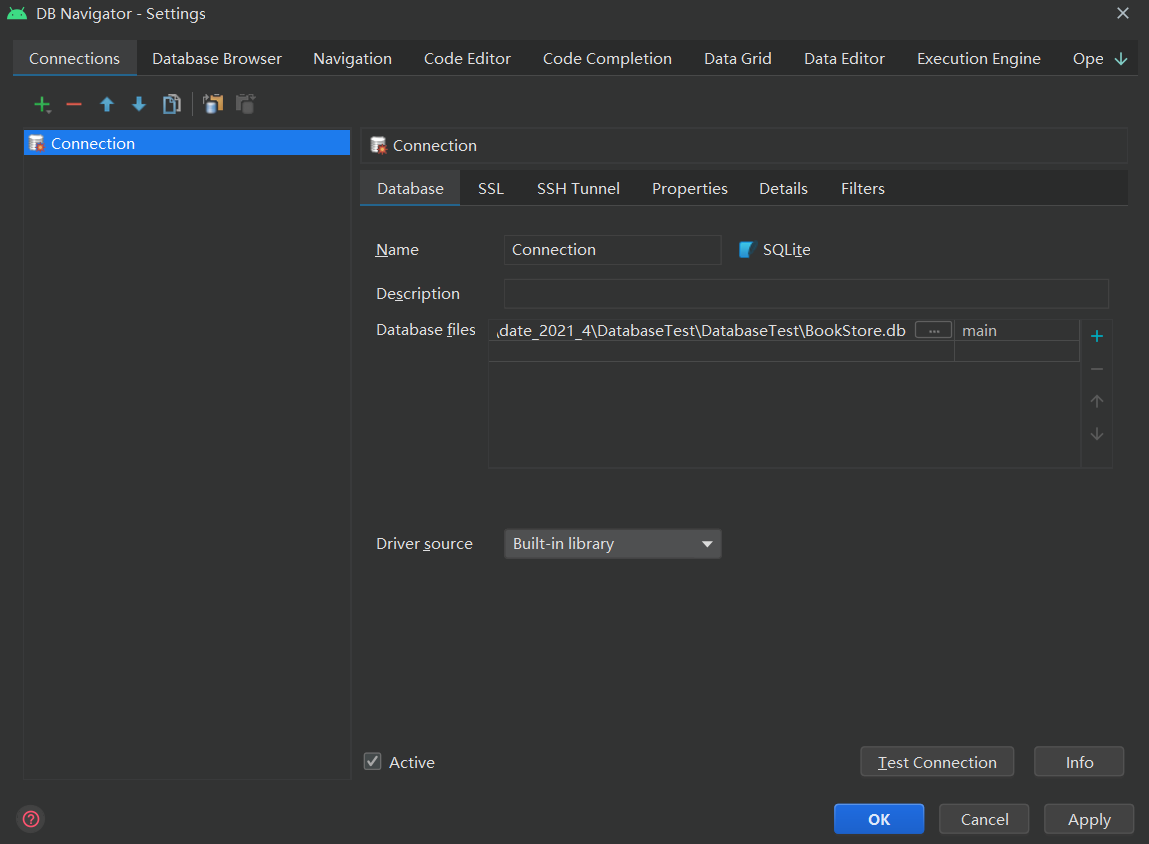 DB Navigator - Settings
Connections Database Browser Navigation Code Editor Code Completion Data Grid Data Editor Execution Engine Ope
Connection
Connection
Database SSL SSH Tunnel Properties Details Filters
Name Connection SQLite
Description
Database files \date_2021_4\DatabaseTest\DatabaseTest\BookStore.db ... main
Driver source Built-in library
Active Test Connection Info
? OK Cancel Apply